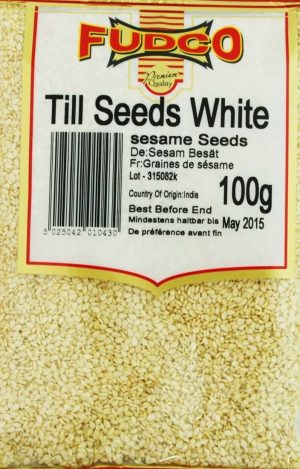 FUDCO
Premium
Quality
Till Seeds White
sesame Seeds
De:Sesam Besāt
Fr:Graines de sésame
Lot - 315082k
Country Of Origin:India
100g
Best Before End
Mindestens haltbar bis May 2015
De préférence avant fin
5 025042 010430